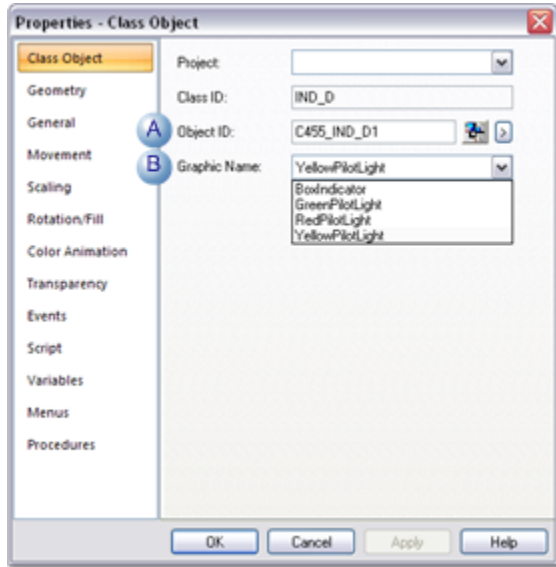 Properties - Class Object
Class Object
Geometry
General
Movement
Scaling
Rotation/Fill
Color Animation
Transparency
Events
Script
Variables
Menus
Procedures
Project:
Class ID: IND_D
A Object ID: C455_IND_D1 >
B Graphic Name: YellowPilotLight
BoxIndicator
GreenPilotLight
RedPilotLight
YellowPilotLight
OK Cancel Apply Help